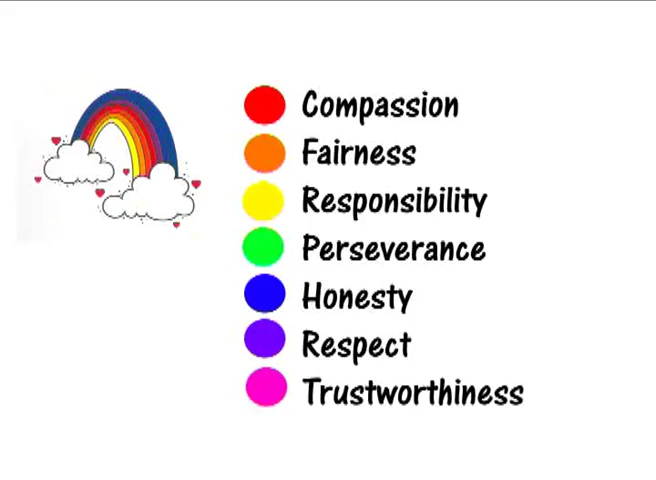 Compassion
Fairness
Responsibility
Perseverance
Honesty
Respect
Trustworthiness